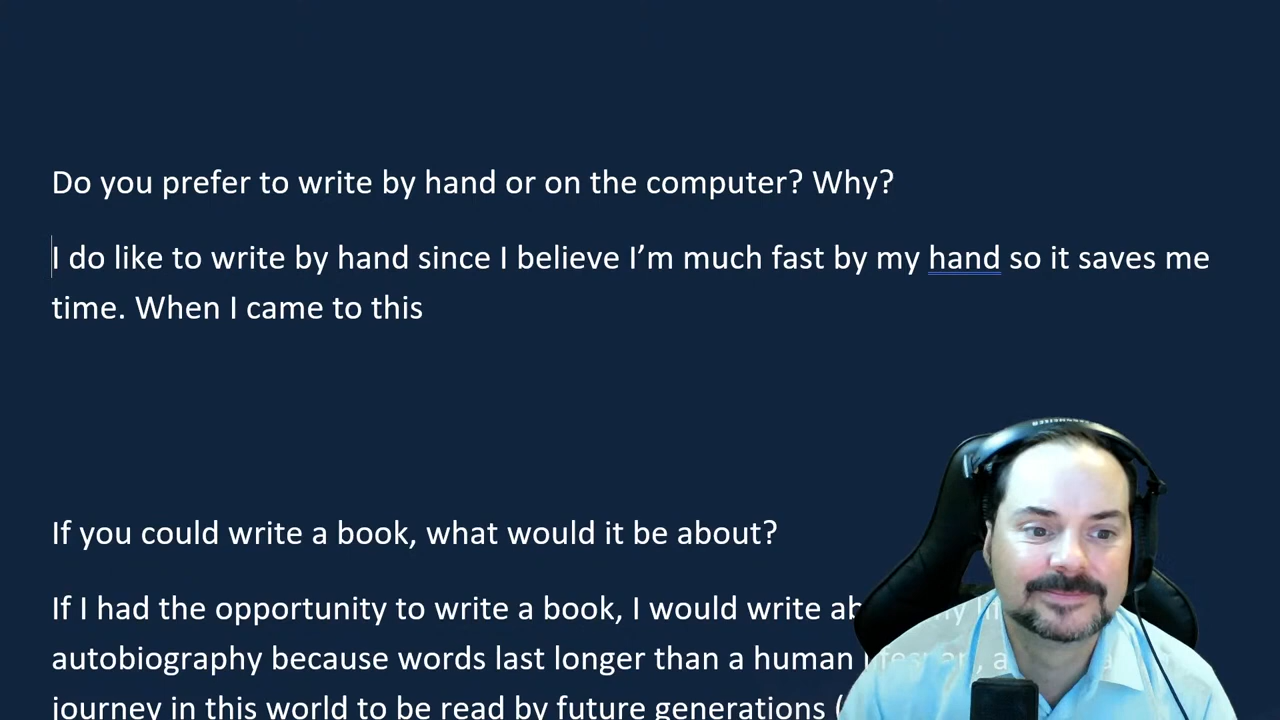 Do you prefer to write by hand or on the computer? Why?
I do like to write by hand since I believe I’m much fast by my hand so it saves me
time. When I came to this
If you could write a book, what would it be about?
If I had the opportunity to write a book, I would write
autobiography because words last longer than a human
journey in this world to be read by future generations (